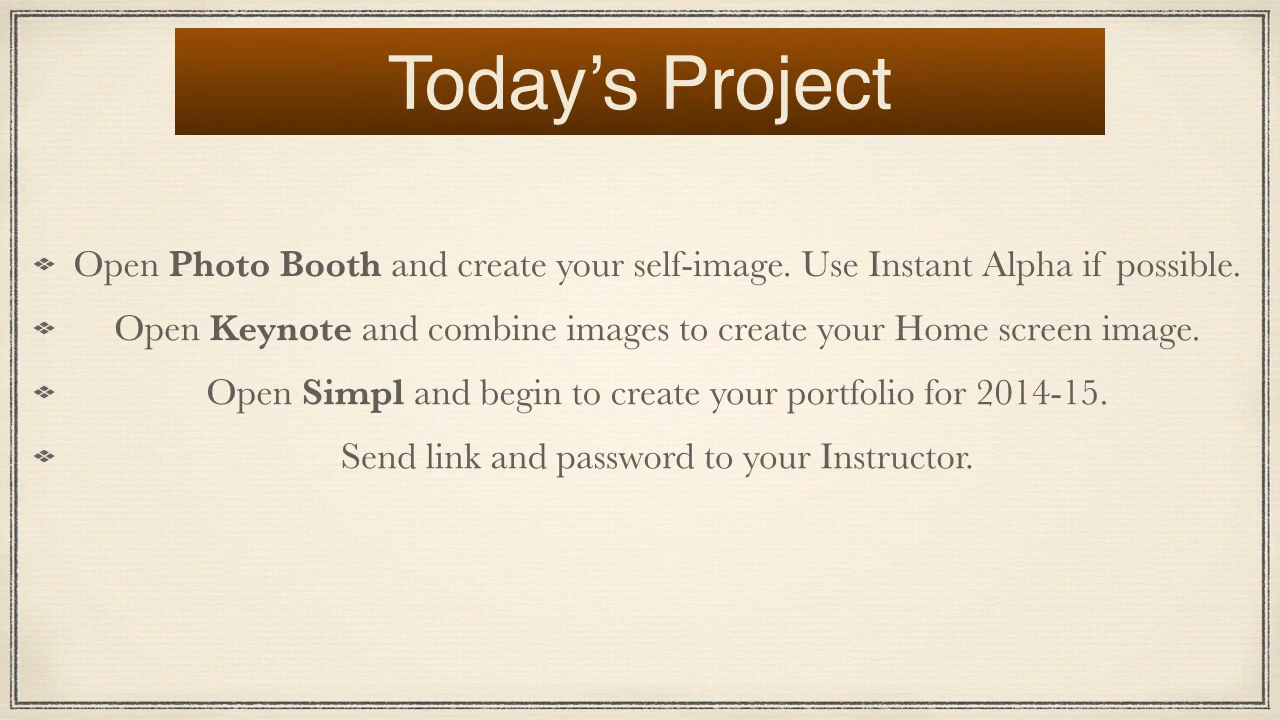 Today’s Project
Open Photo Booth and create your self-image. Use Instant Alpha if possible.
Open Keynote and combine images to create your Home screen image.
Open Simpl and begin to create your portfolio for 2014-15.
Send link and password to your Instructor.